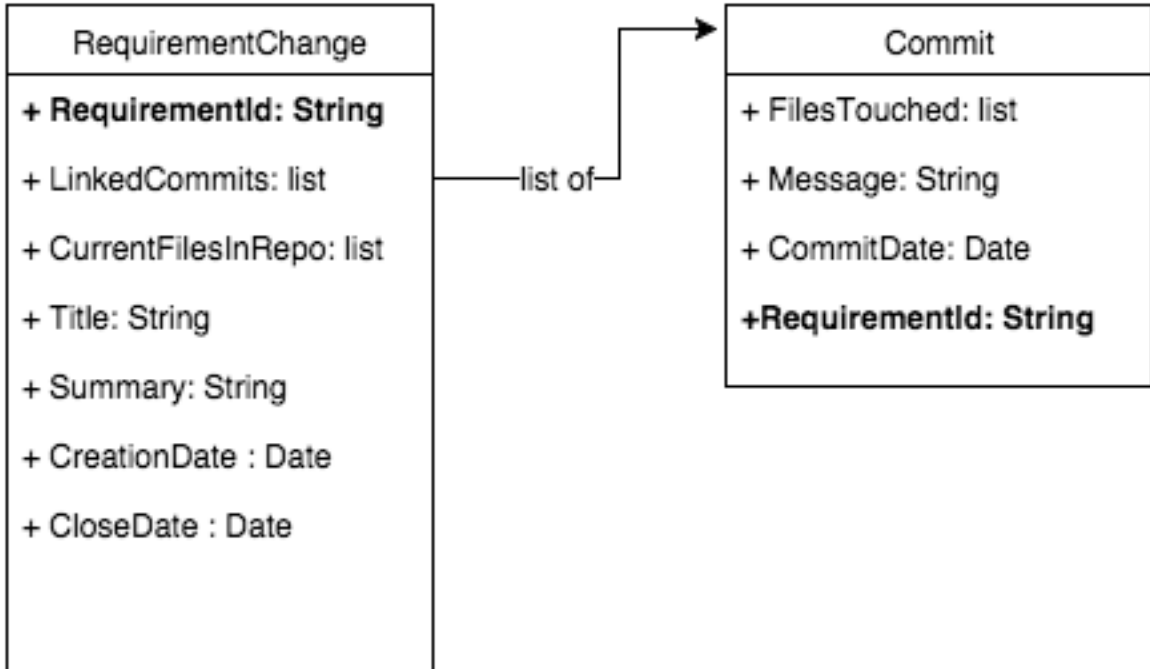 RequirementChange
+ RequirementId: String
+ LinkedCommits: list
+ CurrentFilesInRepo: list
+ Title: String
+ Summary: String
+ CreationDate : Date
+ CloseDate : Date
list of
Commit
+ FilesTouched: list
+ Message: String
+ CommitDate: Date
+RequirementId: String